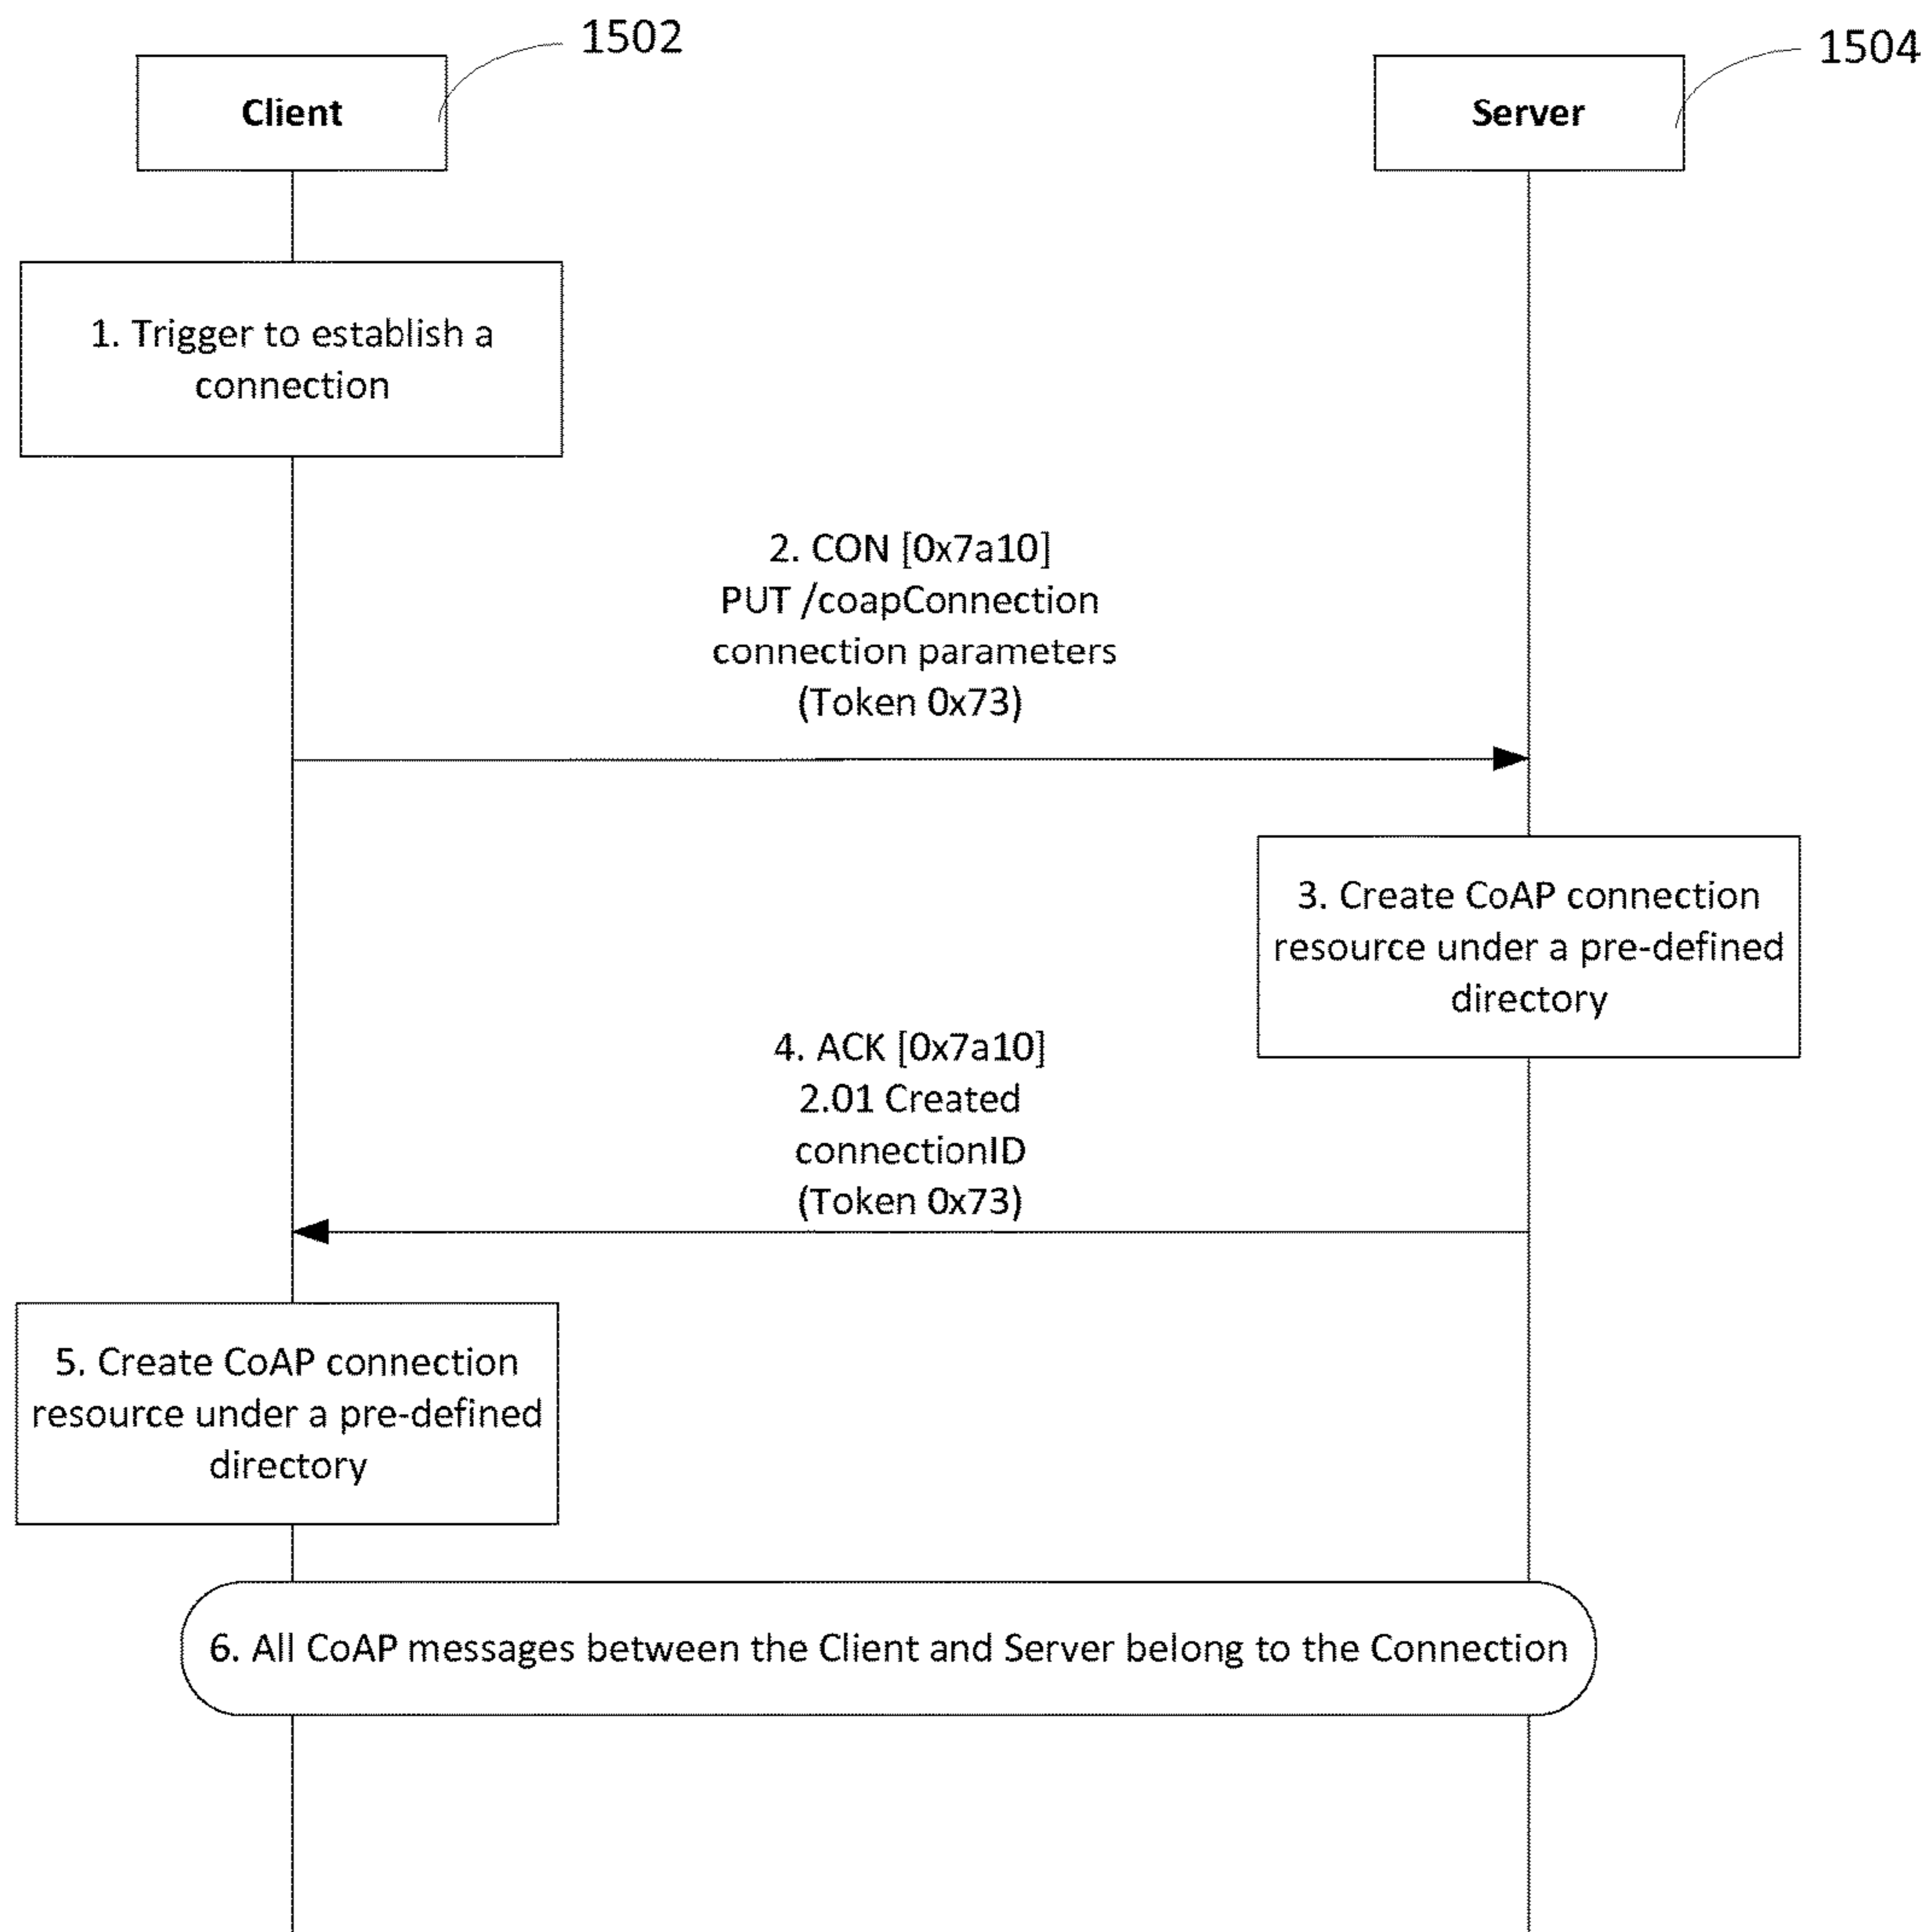 1502
1504
Client
Server
1. Trigger to establish a
connection
2. CON [0x7a10]
PUT /coapConnection
connection parameters
(Token 0x73)
3. Create CoAP connection
resource under a pre-defined
directory
4. ACK [0x7a10]
2.01 Created
connectionID
(Token 0x73)
5. Create CoAP connection
resource under a pre-defined
directory
6. All CoAP messages between the Client and Server belong to the Connection